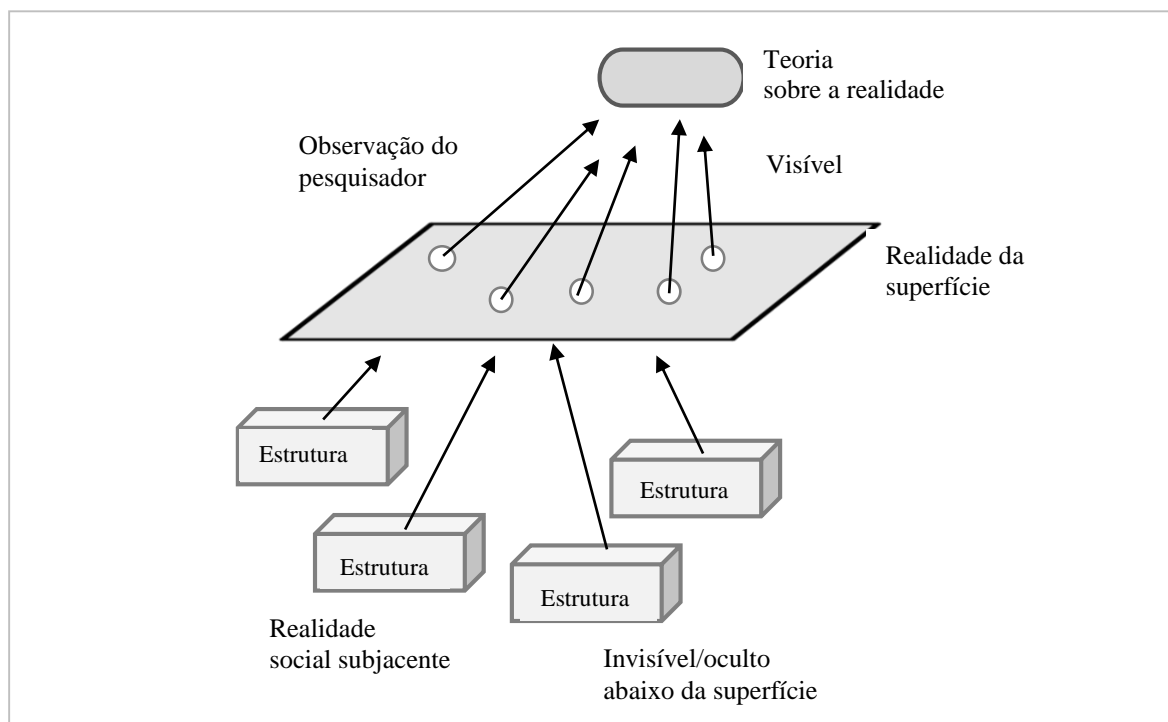 Teoria
sobre a realidade
Observação do
pesquisador
Visível
Realidade da
superfície
Estrutura
Estrutura
Estrutura
Estrutura
Realidade
social subjacente
Invisível/oculto
abaixo da superfície